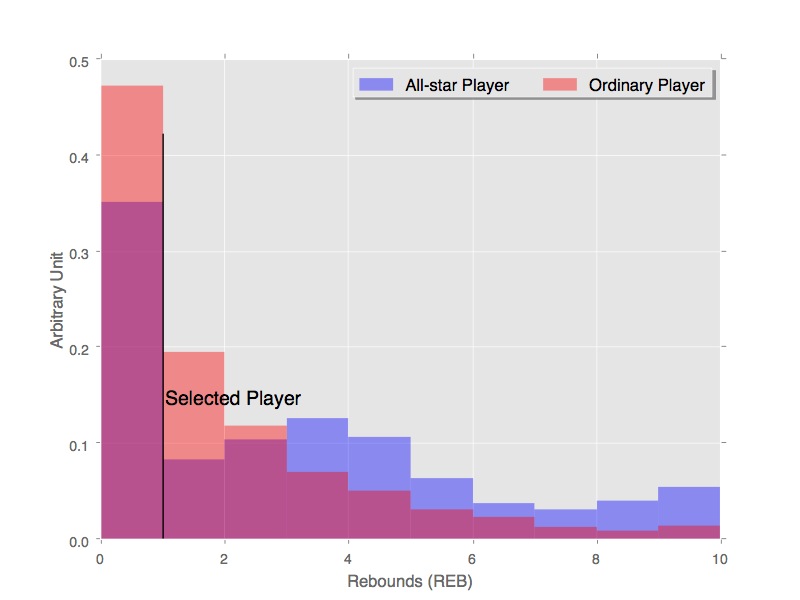 All-star Player Ordinary Player
0.5
0.4
0.3
0.2
0.1
0.0
Arbitrary Unit
Selected Player
0 2 4 6 8 10
Rebounds (REB)